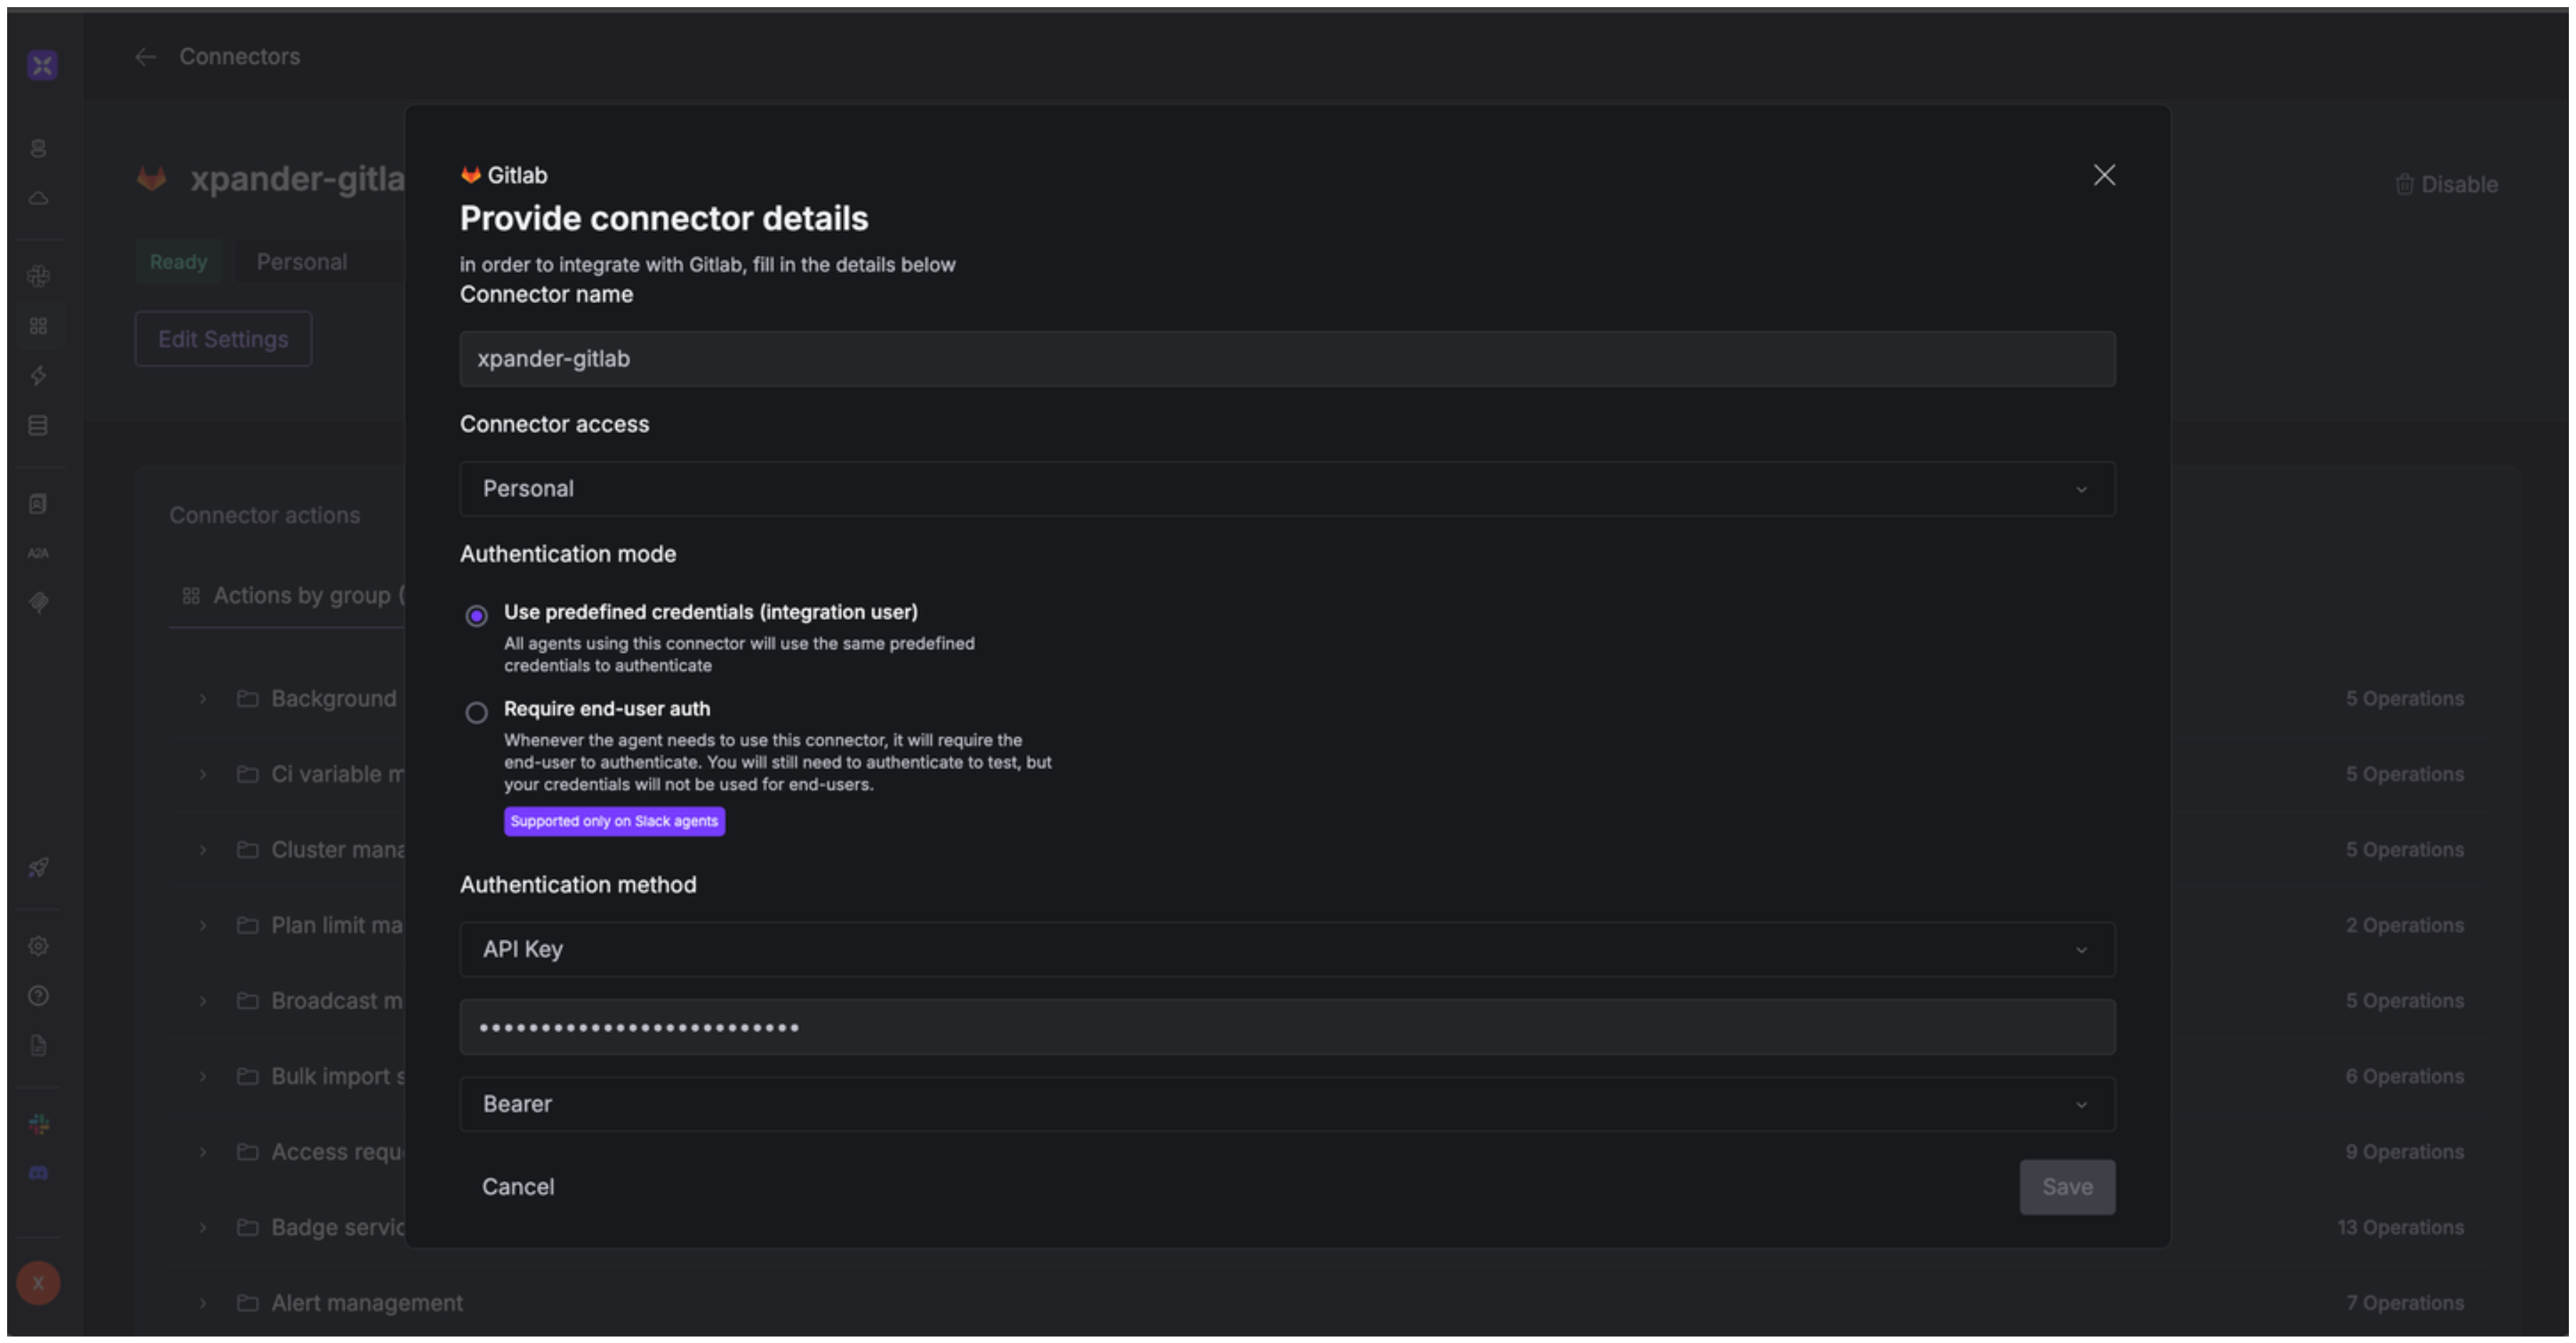 Connectors
xpander-gitla
Disable
Ready
Personal
Edit Settings
Connector actions
Actions by group (
Background
5 Operations
Ci variable m
5 Operations
Cluster mana
5 Operations
Plan limit ma
2 Operations
Broadcast m
5 Operations
Bulk import s
6 Operations
Access requ
9 Operations
Badge servic
13 Operations
Alert management
7 Operations
A2A
X
Gitlab
Provide connector details
in order to integrate with Gitlab, fill in the details below
Connector name
xpander-gitlab
Connector access
Personal
Authentication mode
Use predefined credentials (integration user)
All agents using this connector will use the same predefined
credentials to authenticate
Require end-user auth
Whenever the agent needs to use this connector, it will require the
end-user to authenticate. You will still need to authenticate to test, but
your credentials will not be used for end-users.
Supported only on Slack agents
Authentication method
API Key
••••••••••••••••••••••••••
Bearer
Cancel
Save